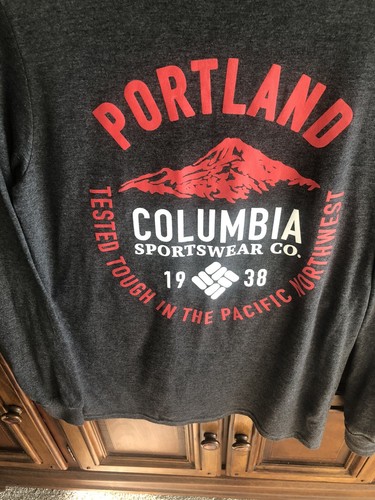 PORTLAND
COLUMBIA
SPORTSWEAR CO.
19 38
TESTED TOUGH IN THE PACIFIC NORTHWEST